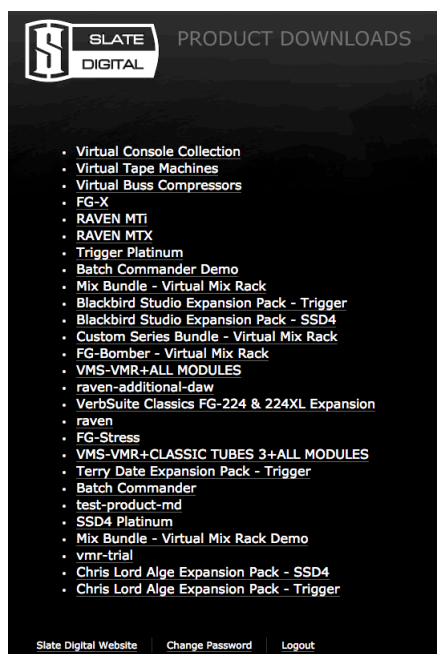 SLATE
DIGITAL
PRODUCT DOWNLOADS
Virtual Console Collection
Virtual Tape Machines
Virtual Buss Compressors
FG-X
RAVEN MTi
RAVEN MTX
Trigger Platinum
Batch Commander Demo
Mix Bundle - Virtual Mix Rack
Blackbird Studio Expansion Pack - Trigger
Blackbird Studio Expansion Pack - SSD4
Custom Series Bundle - Virtual Mix Rack
FG-Bomber - Virtual Mix Rack
VMS-VMR+ALL MODULES
raven-additional-daw
VerbSuite Classics FG-224 & 224XL Expansion
raven
FG-Stress
VMS-VMR+CLASSIC TUBES 3+ALL MODULES
Terry Date Expansion Pack - Trigger
Batch Commander
test-product-md
SSD4 Platinum
Mix Bundle - Virtual Mix Rack Demo
vmr-trial
Chris Lord Alge Expansion Pack - SSD4
Chris Lord Alge Expansion Pack - Trigger
Slate Digital Website Change Password Logout